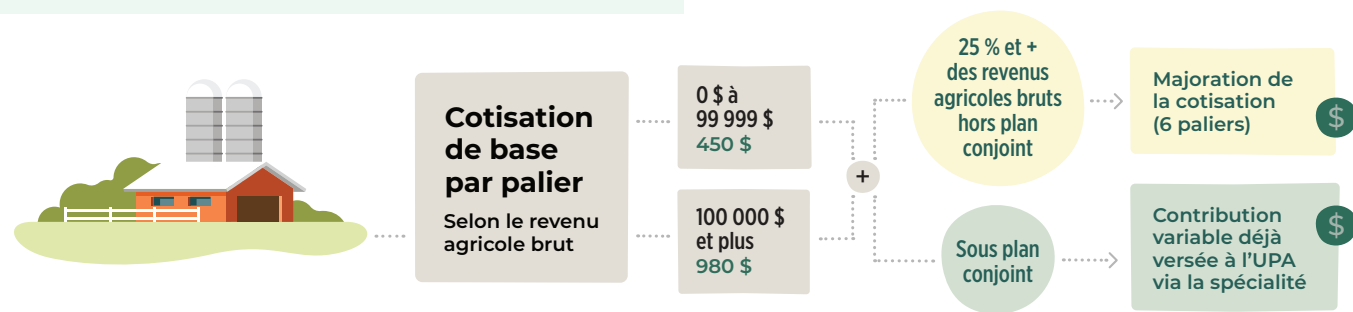 Cotisation
de base
par palier
Selon le revenu
agricole brut
0 $ à
99 999 $
450 $
100 000 $
et plus
980 $
+
25 % et +
des revenus
agricoles bruts
hors plan
conjoint
Majoration de
la cotisation
(6 paliers)
$
Sous plan
conjoint
Contribution
variable déjà
versée à l’UPA
via la spécialité
$